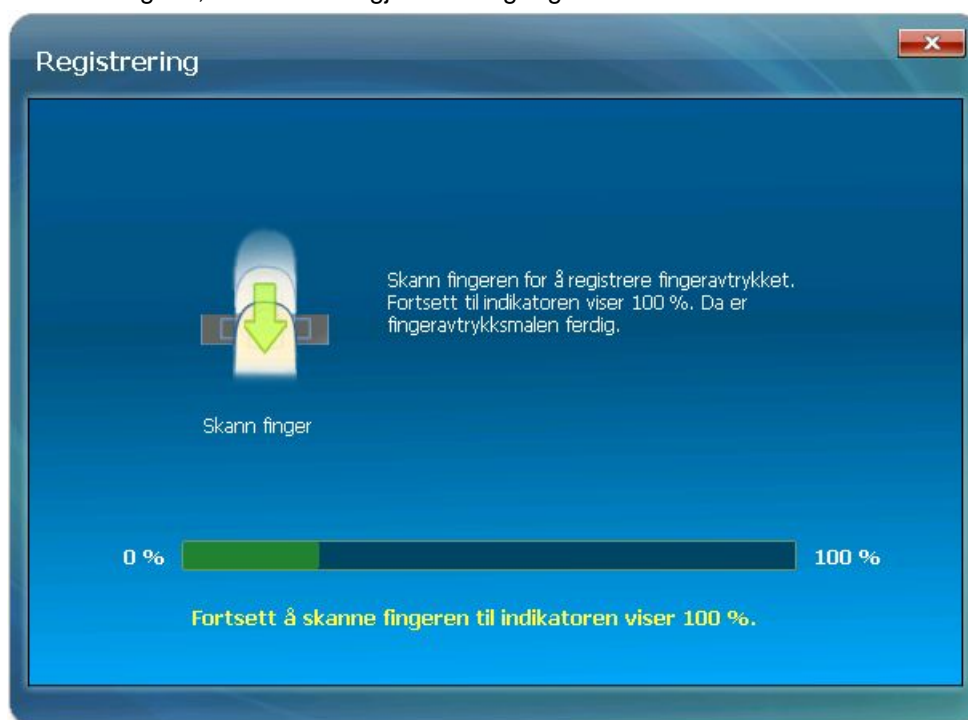 Registrering
Skann fingeren for å registrere fingeravtrykket.
Fortsett til indikatoren viser 100 %. Da er
fingeravtrykksmalen ferdig.
Skann finger
0 %
100 %
Fortsett å skanne fingeren til indikatoren viser 100 %.